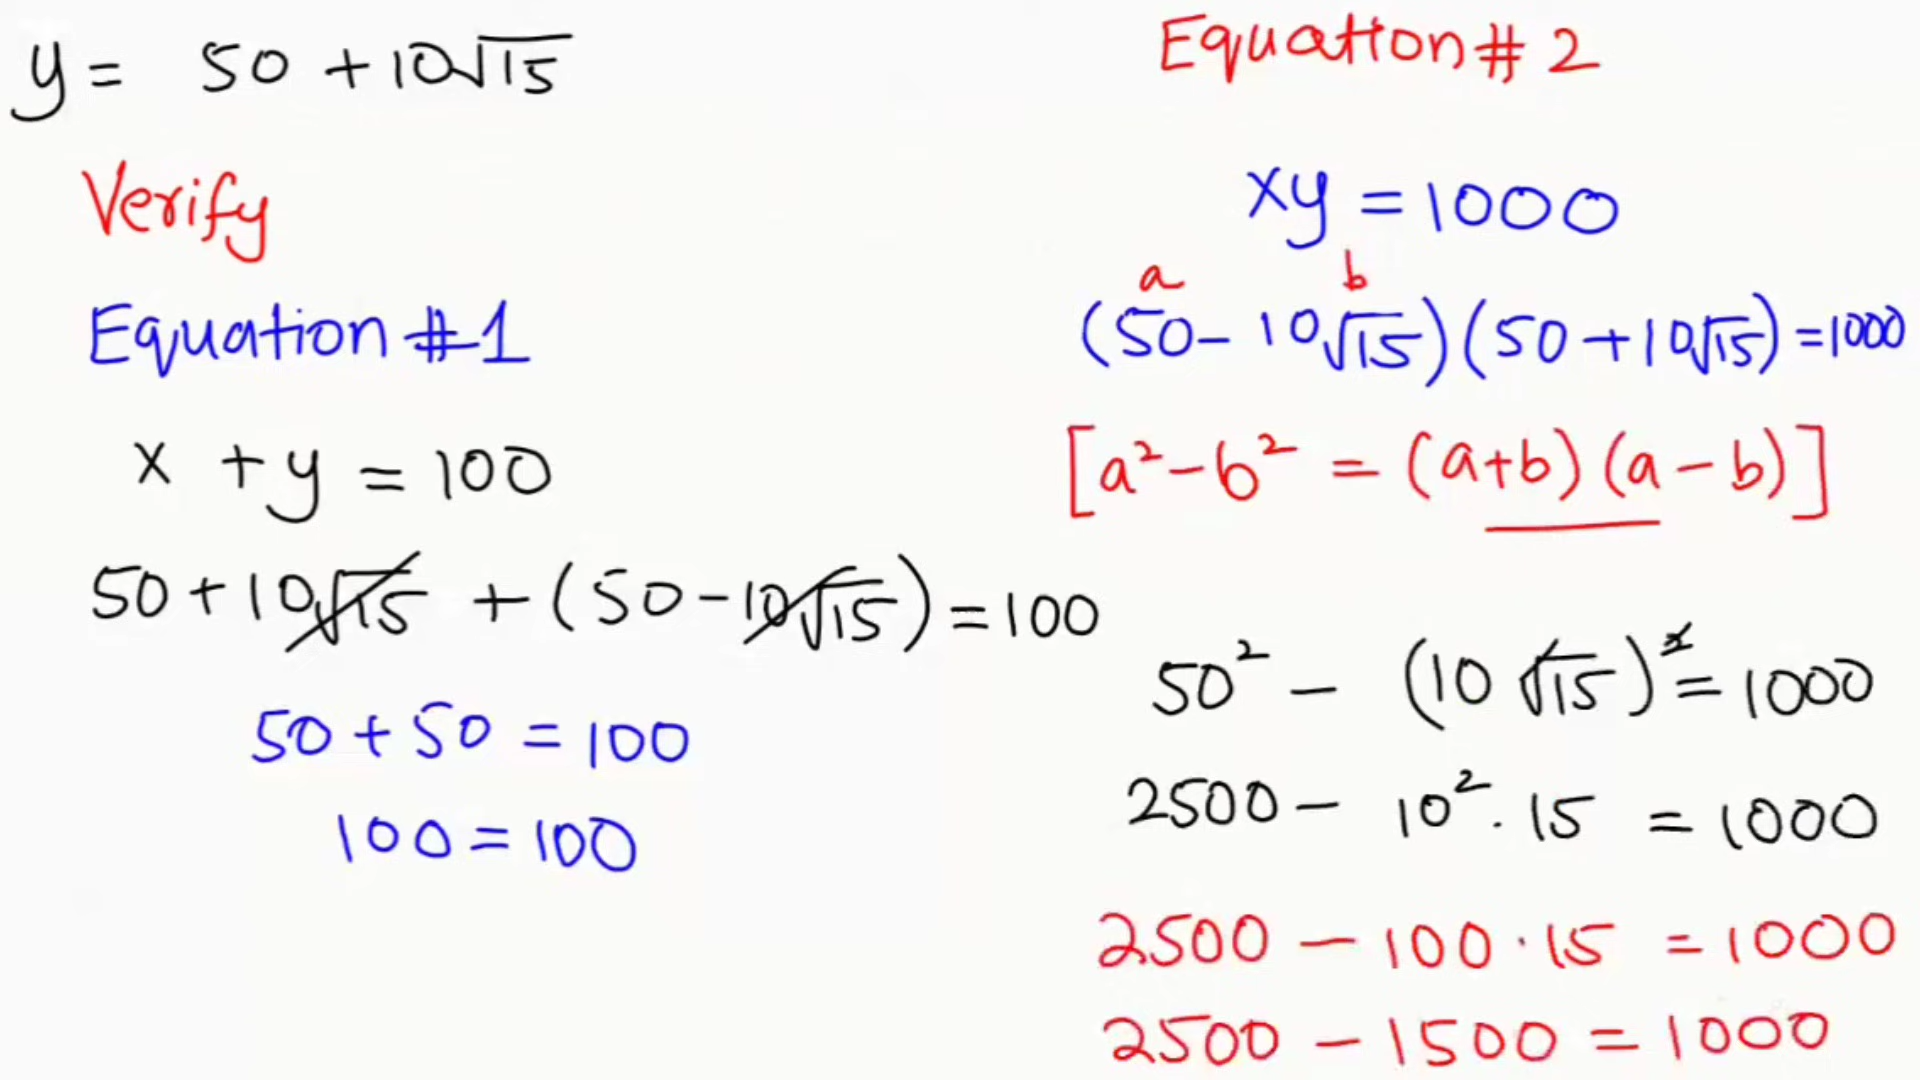 y = 50 + 10√15
Verify
Equation #1
x + y = 100
50 + 10√15 + (50 - 10√15) = 100
50 + 50 = 100
100 = 100
Equation # 2
xy = 1000
a b
(50 - 10√15)(50 + 10√15) = 1000
[a² - b² = (a+b)(a - b)]
50² - (10√15)² = 1000
2500 - 10² · 15 = 1000
2500 - 100 · 15 = 1000
2500 - 1500 = 1000